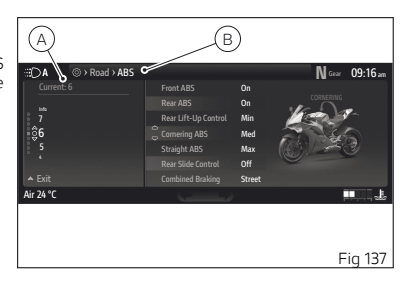 A
B
S
e
A > Road > ABS
N Gear 09:16 am
Current: 6
Info
7
6
5
4
Exit
Front ABS On
Rear ABS On
Rear Lift-Up Control Min
Cornering ABS Med
Straight ABS Max
Rear Slide Control Off
Combined Braking Street
CORNERING
Air 24 °C
Fig 137